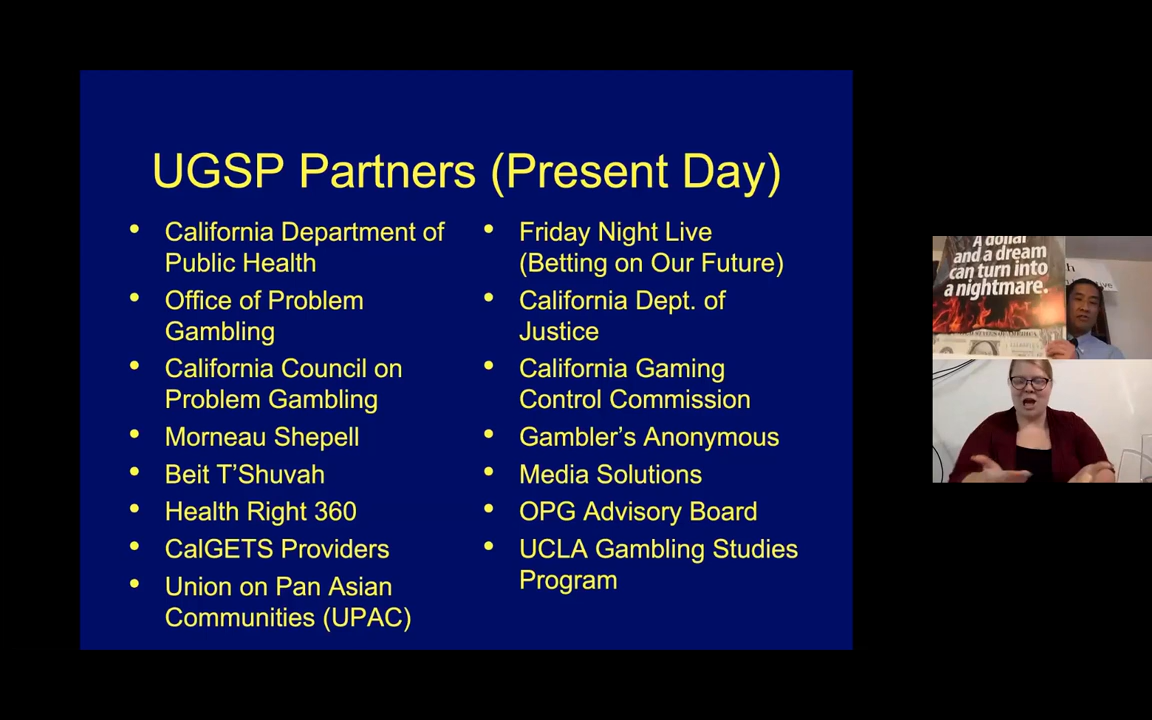 UGSP Partners (Present Day)
California Department of
Public Health
Office of Problem
Gambling
California Council on
Problem Gambling
Morneau Shepell
Beit T’Shuvah
Health Right 360
CalGETS Providers
Union on Pan Asian
Communities (UPAC)
Friday Night Live
(Betting on Our Future)
California Dept. of
Justice
California Gaming
Control Commission
Gambler’s Anonymous
Media Solutions
OPG Advisory Board
UCLA Gambling Studies
Program
A dollar
and a dream
can turn into
a nightmare.